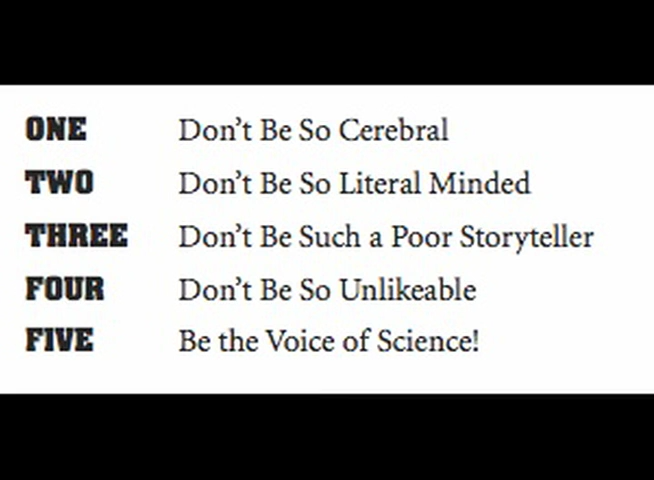 ONE Don't Be So Cerebral
TWO Don't Be So Literal Minded
THREE Don't Be Such a Poor Storyteller
FOUR Don't Be So Unlikeable
FIVE Be the Voice of Science!